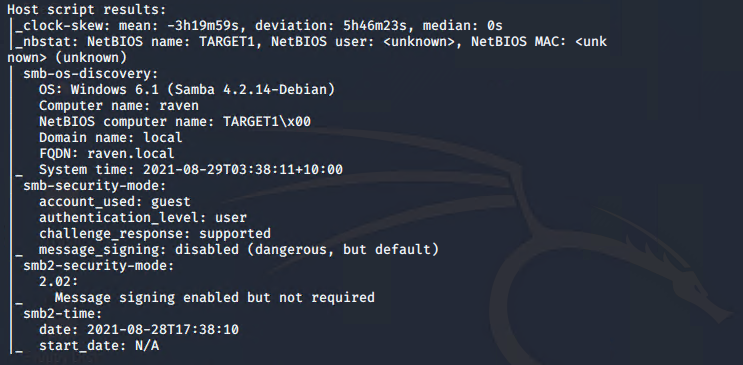 Host script results:
|_clock-skew: mean: -3h19m59s, deviation: 5h46m23s, median: 0s
|_nbstat: NetBIOS name: TARGET1, NetBIOS user: <unknown>, NetBIOS MAC: <unk
nown> (unknown)
| smb-os-discovery:
|   OS: Windows 6.1 (Samba 4.2.14-Debian)
|   Computer name: raven
|   NetBIOS computer name: TARGET1\x00
|   Domain name: local
|   FQDN: raven.local
|_  System time: 2021-08-29T03:38:11+10:00
| smb-security-mode:
|   account_used: guest
|   authentication_level: user
|   challenge_response: supported
|_  message_signing: disabled (dangerous, but default)
| smb2-security-mode:
|   2.02:
|_    Message signing enabled but not required
| smb2-time:
|   date: 2021-08-28T17:38:10
|_  start_date: N/A